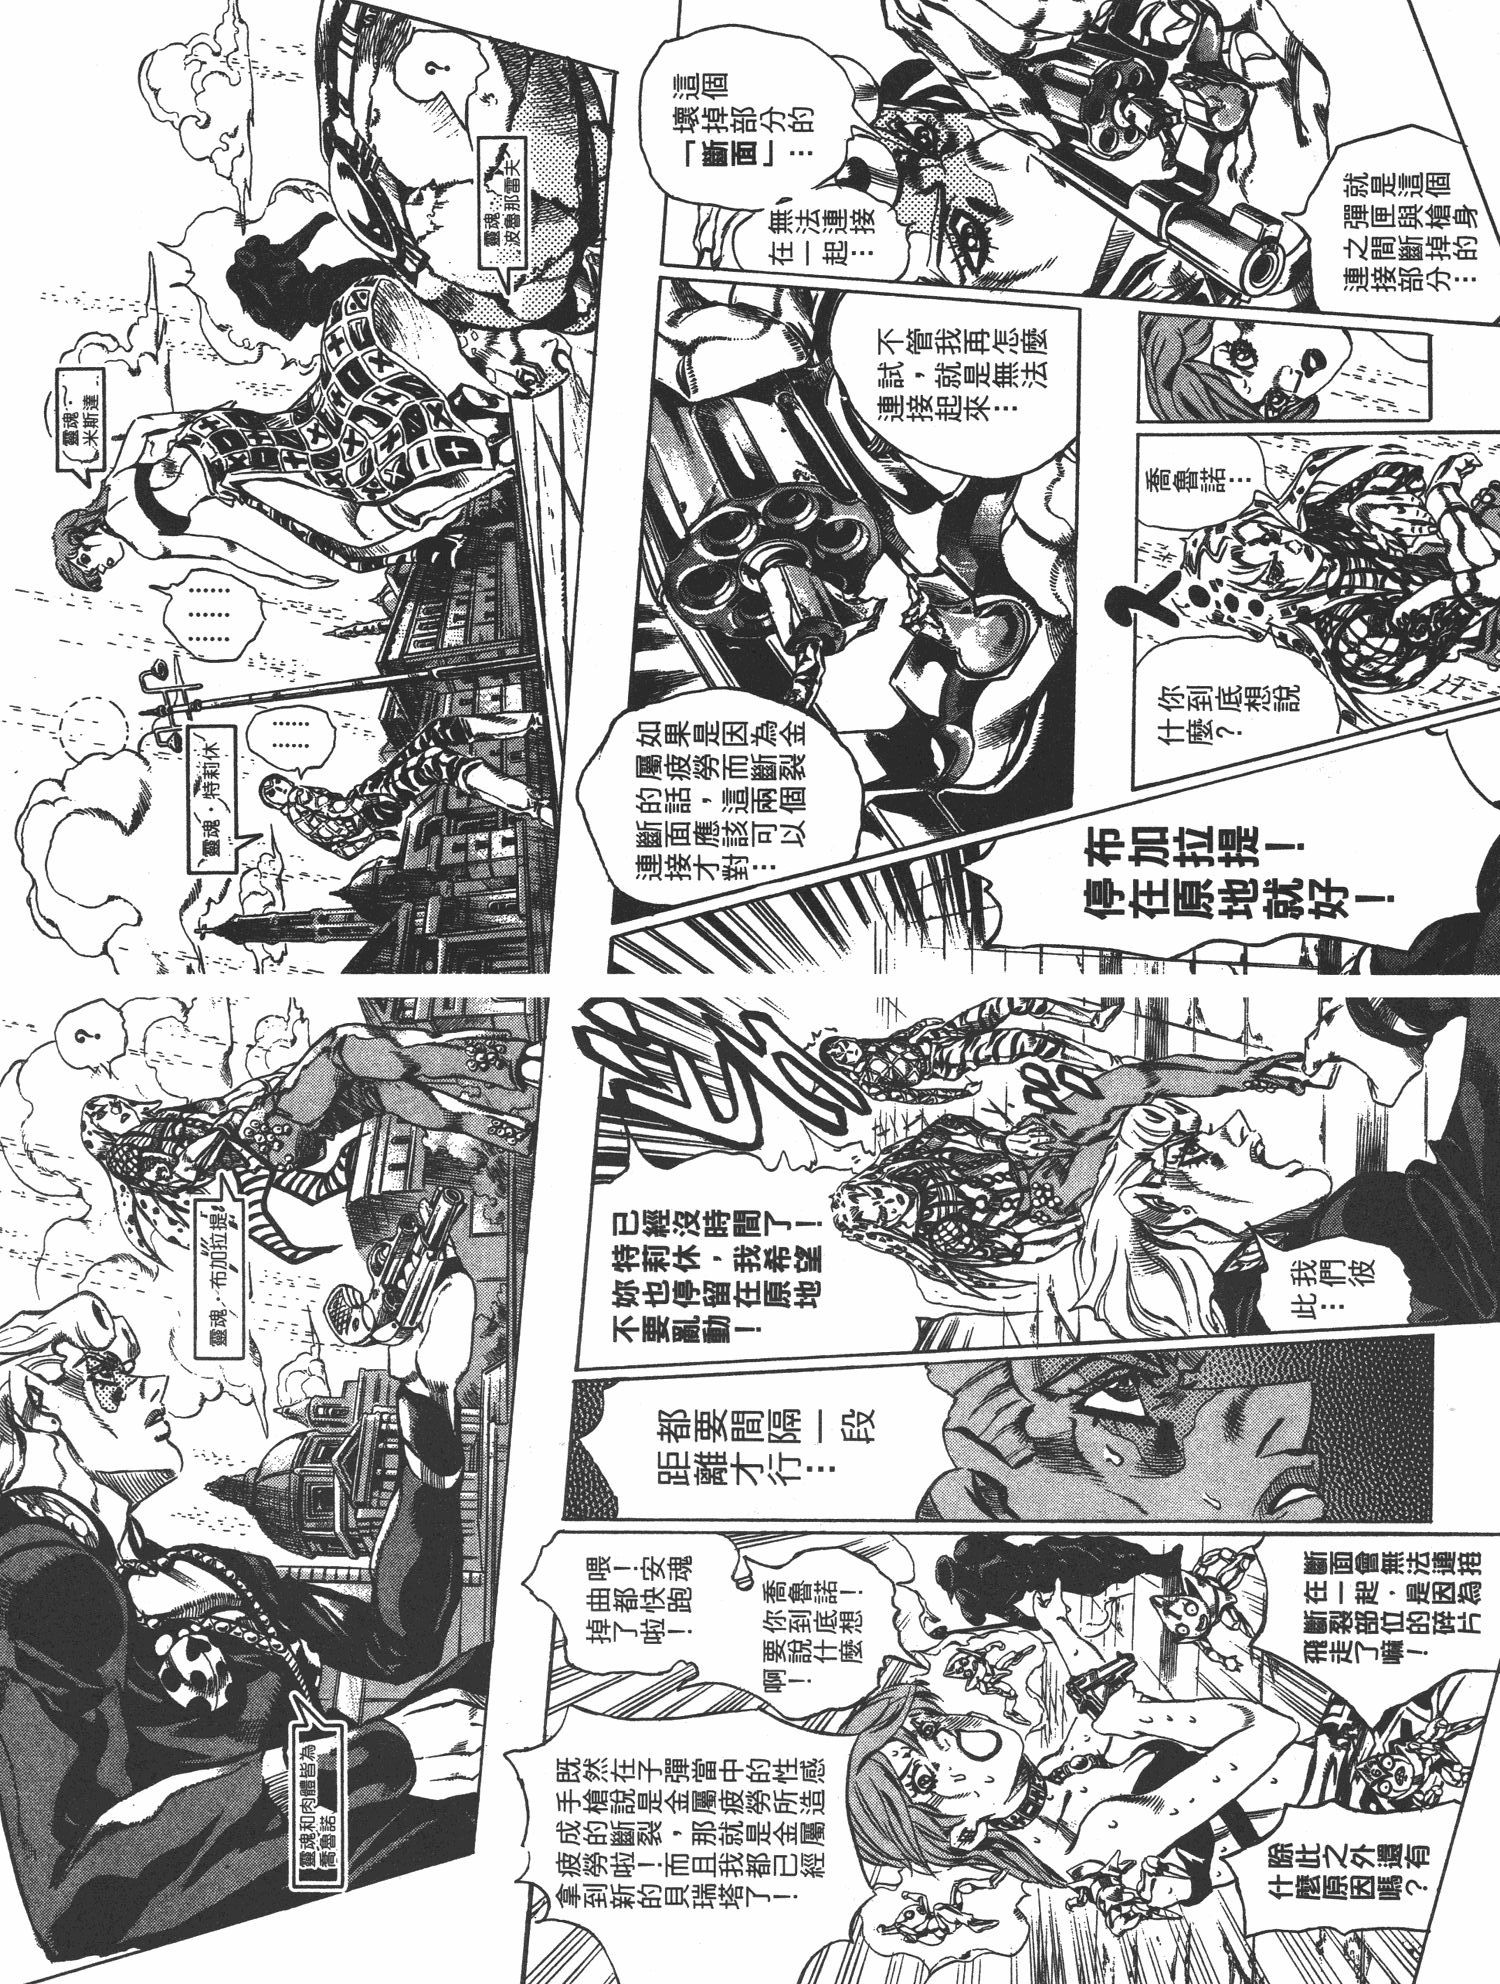 ？
靈魂：
波魯那雷夫
靈魂：
米斯達
………
靈魂・特莉休
……
？
靈魂：布加拉提
靈魂和肉體皆為
喬魯諾
這個
壞掉部分的
「斷面」…
無法連接
在一起…
就是這個
彈匣與槍身
之間斷掉的
連接部分…
不管我再怎麼
試，就是無法
連接起來…
如果是因為金
屬疲勞而斷裂
的話，這兩個
斷面應該可以
連接才對…
喬魯
諾…
你到底想說
什麼？
布加拉提！
停在原地就好！
已經沒時間了！
特莉休，我希望
妳也停留在原地
不要亂動！
我們彼
此…
都要間隔一段
距離才行…
喂！安魂
曲都快跑
掉了啦！
喬魯諾！
你到底想
要說什麼
啊！
斷面會無法連接
在一起，是因為
斷裂部位的碎片
飛走了嘛！
既然在子彈當中的性感
手槍說是金屬疲勞所造
成的斷裂，那就是金屬
疲勞啦！而且我都已經
拿到新的貝瑞塔了！
除此之外還有
什麼原因嗎？